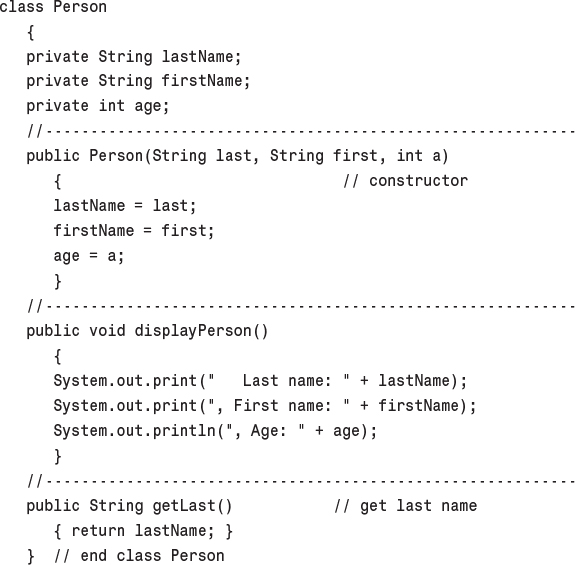 class Person
   {
   private String lastName;
   private String firstName;
   private int age;
   //-----------------------------------------------------------
   public Person(String last, String first, int a)
      {                               // constructor
      lastName = last;
      firstName = first;
      age = a;
      }
   //-----------------------------------------------------------
   public void displayPerson()
      {
      System.out.print("   Last name: " + lastName);
      System.out.print(", First name: " + firstName);
      System.out.println(", Age: " + age);
      }
   //-----------------------------------------------------------
   public String getLast()           // get last name
      { return lastName; }
   }  // end class Person